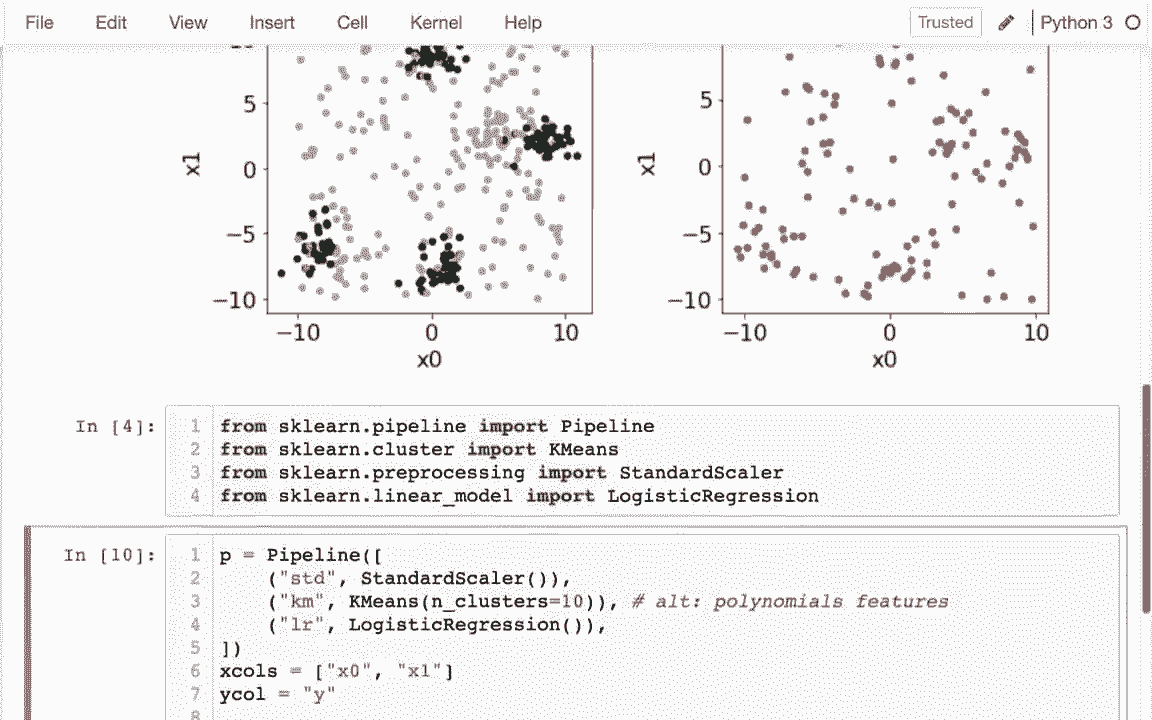 File Edit View Insert Cell Kernel Help Trusted Python 3
5 5
x1 x1
0 0
−5 −5
−10 −10
−10 0 10 −10 0 10
x0 x0
In [4]:
1 from sklearn.pipeline import Pipeline
2 from sklearn.cluster import KMeans
3 from sklearn.preprocessing import StandardScaler
4 from sklearn.linear_model import LogisticRegression
In [10]:
1 p = Pipeline([
2     ("std", StandardScaler()),
3     ("km", KMeans(n_clusters=10)), # alt: polynomials features
4     ("lr", LogisticRegression()),
5 ])
6 xcols = ["x0", "x1"]
7 ycol = "y"
8